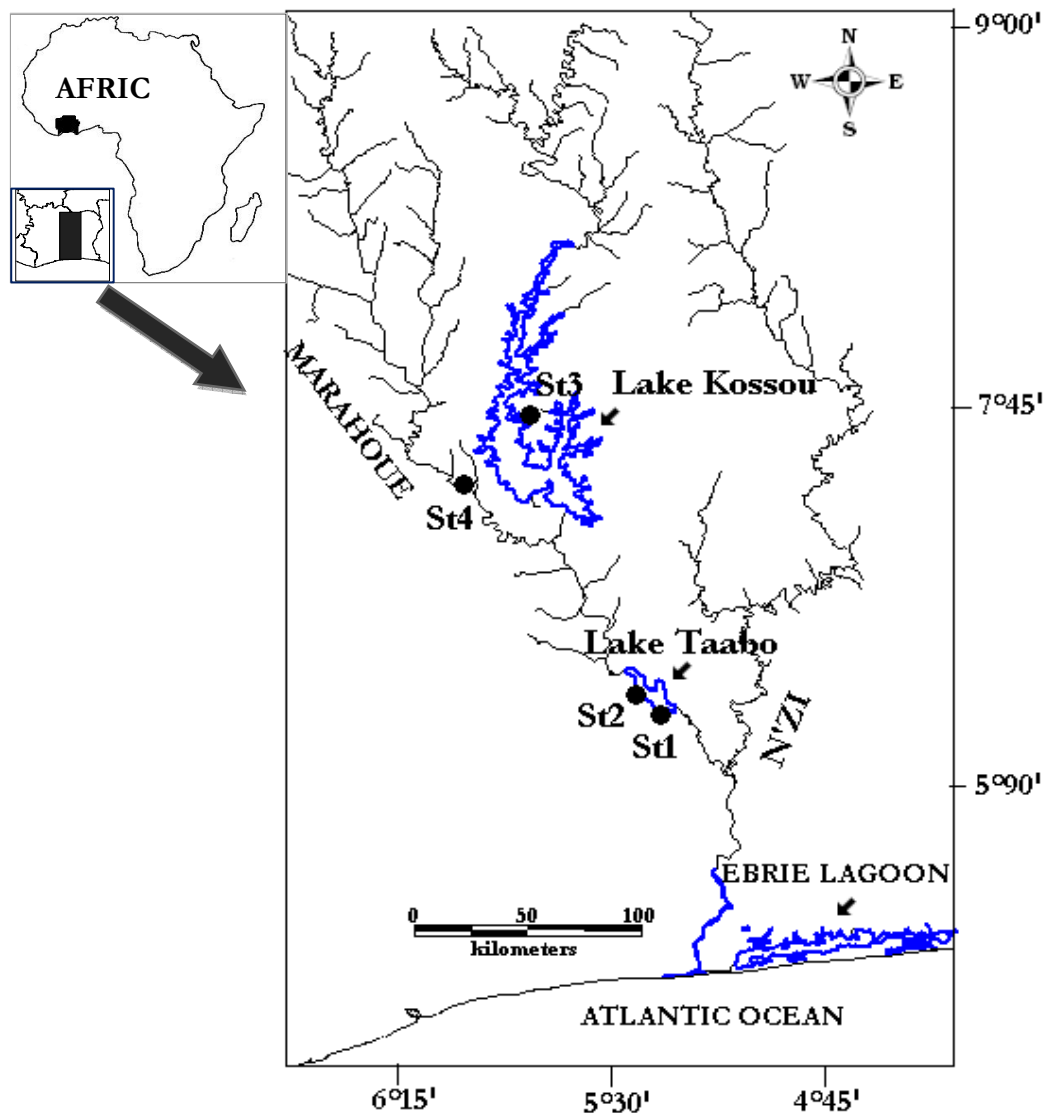 AFRIC
N
W E
S
9°00'
7°45'
5°90'
MARAHOUE
St3
Lake Kossou
St4
Lake Taabo
St2
St1
N'ZI
EBRIE LAGOON
0 50 100
kilometers
ATLANTIC OCEAN
6°15' 5°30' 4°45'